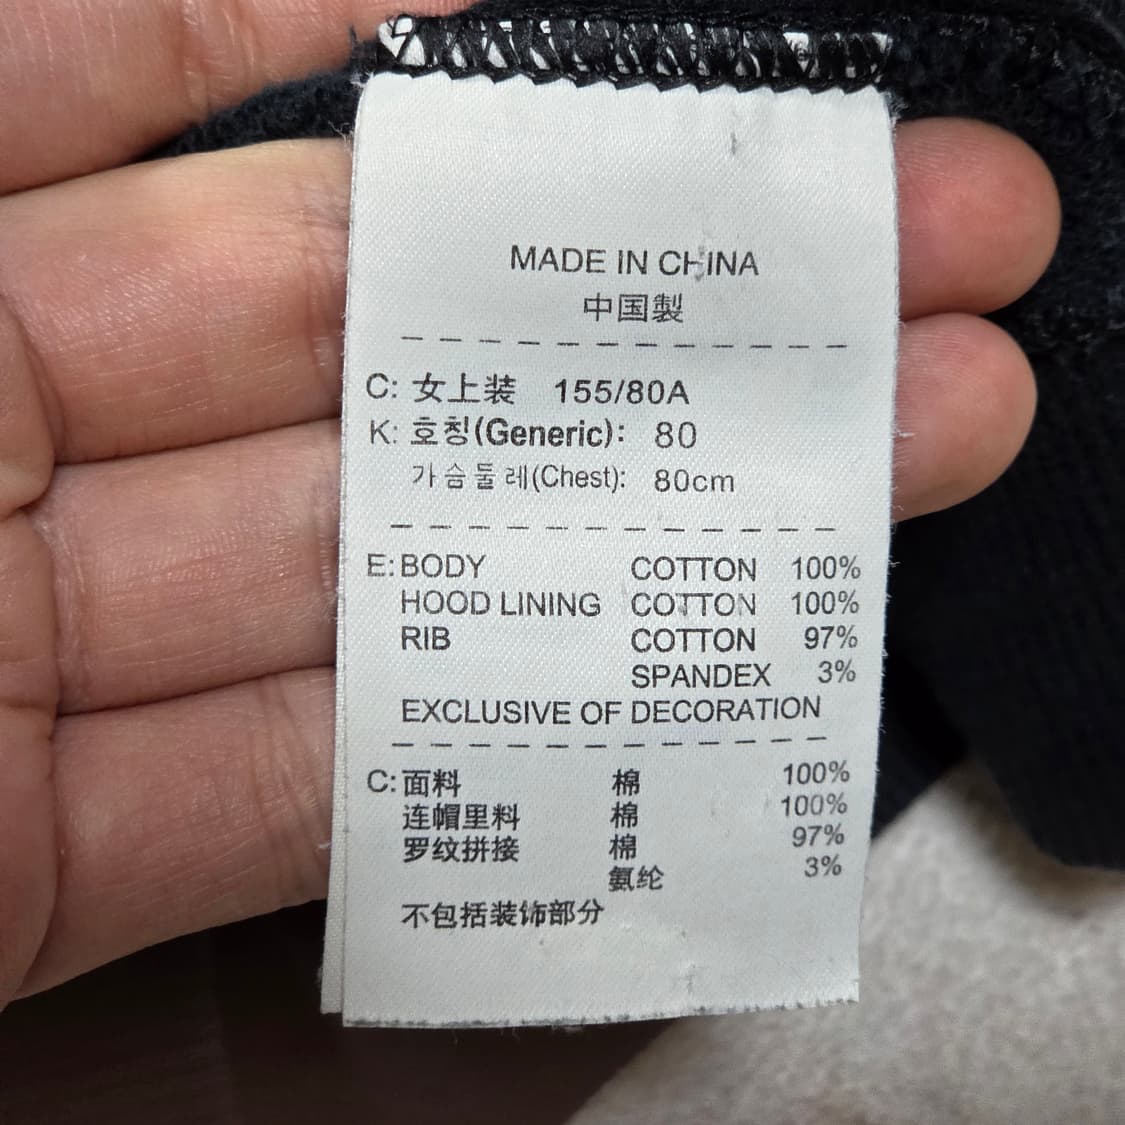 MADE IN CHINA
中国製
C: 女上装 155/80A
K: 호칭(Generic): 80
가슴둘레(Chest): 80cm
E: BODY COTTON 100%
HOOD LINING COTTON 100%
RIB COTTON 97%
SPANDEX 3%
EXCLUSIVE OF DECORATION
C: 面料 棉 100%
连帽里料 棉 100%
罗纹拼接 棉 97%
氨纶 3%
不包括装饰部分